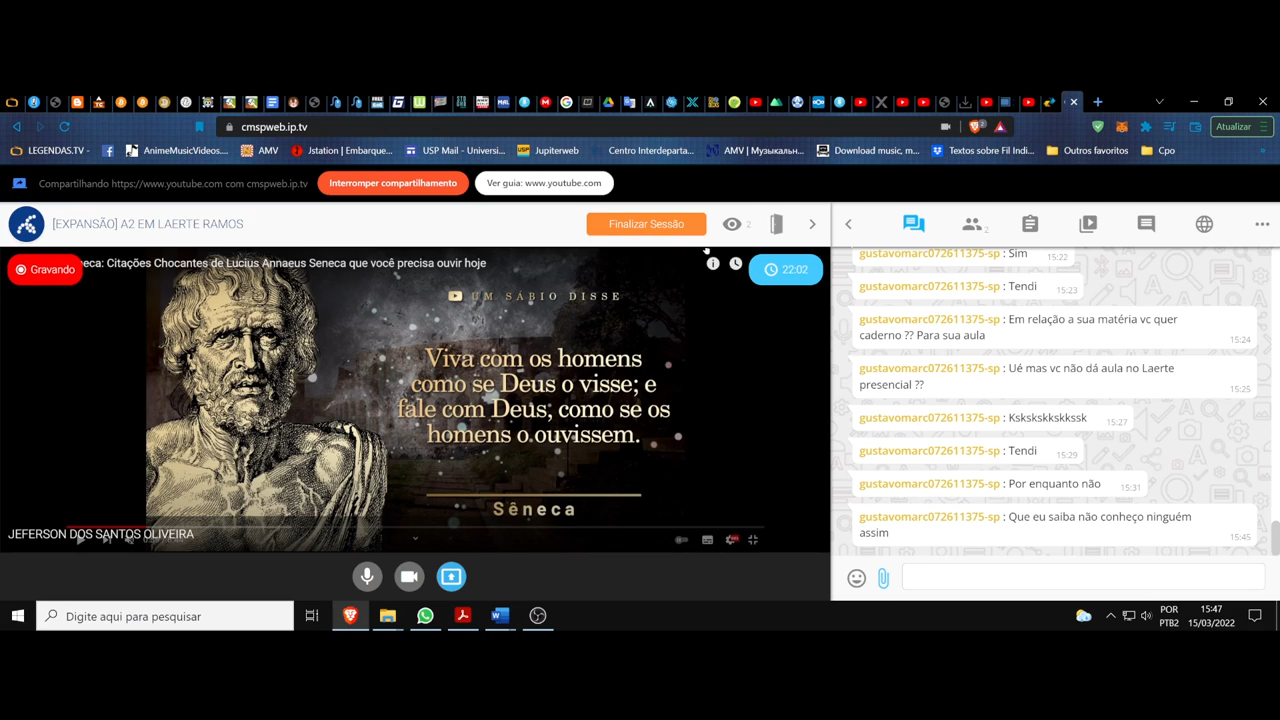 cmspweb.ip.tv
Atualizar
LEGENDAS.TV - AnimeMusicVideos... AMV Jstation | Embarque... USP Mail - Universi... Jupiterweb Centro Interdeparta... AMV | Музыкальн... Download music, m... Textos sobre Fil Indi... Outros favoritos Cpo
Compartilhando https://www.youtube.com com cmspweb.ip.tv Interromper compartilhamento Ver guia: www.youtube.com
[EXPANSÃO] A2 EM LAERTE RAMOS Finalizar Sessão 2 2
Gravando
eca: Citações Chocantes de Lucius Annaeus Seneca que você precisa ouvir hoje
22:02
UM SÁBIO DISSE
Viva com os homens
como se Deus o visse; e
fale com Deus, como se os
homens o ouvissem.
Sêneca
JEFERSON DOS SANTOS OLIVEIRA
gustavomarc072611375-sp : Sim 15:22
gustavomarc072611375-sp : Tendi 15:23
gustavomarc072611375-sp : Em relação a sua matéria vc quer
caderno ?? Para sua aula 15:24
gustavomarc072611375-sp : Ué mas vc não dá aula no Laerte
presencial ?? 15:25
gustavomarc072611375-sp : Kskskskkskkssk 15:27
gustavomarc072611375-sp : Tendi 15:29
gustavomarc072611375-sp : Por enquanto não 15:31
gustavomarc072611375-sp : Que eu saiba não conheço ninguém
assim 15:45
Digite aqui para pesquisar
POR 15:47
PTB2 15/03/2022